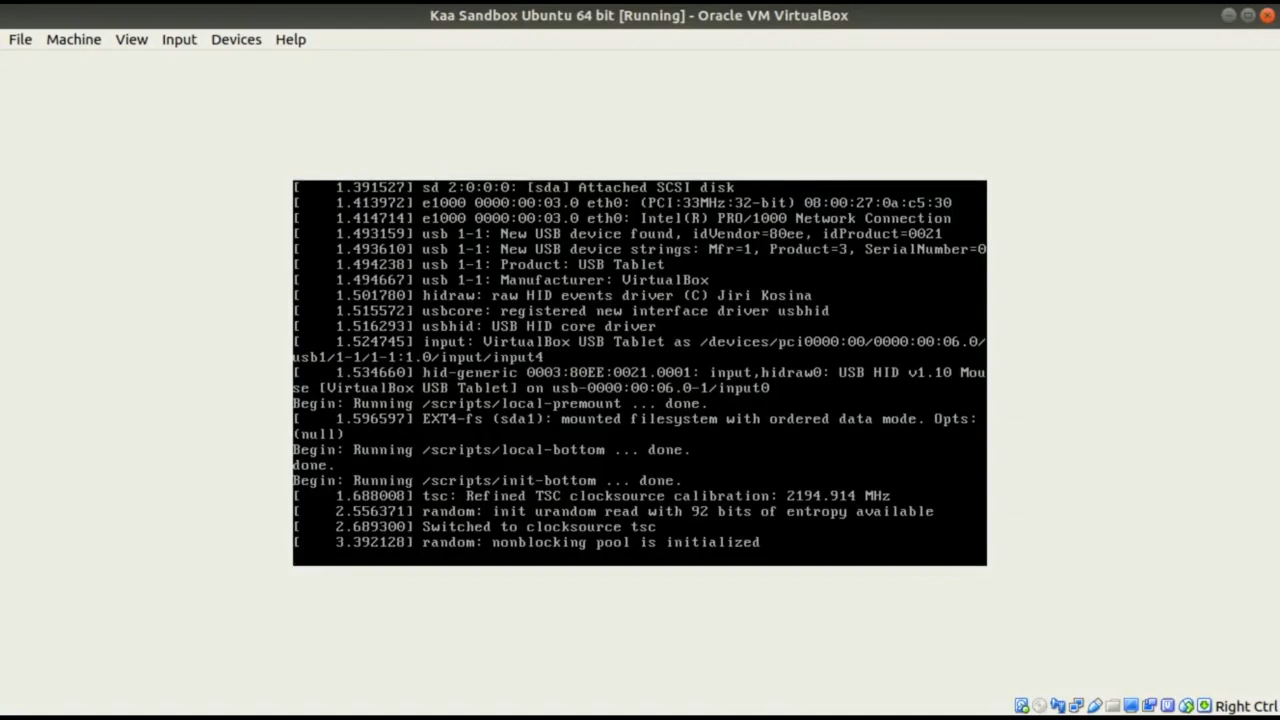 Kaa Sandbox Ubuntu 64 bit [Running] - Oracle VM VirtualBox
File Machine View Input Devices Help
[    1.391527] sd 2:0:0:0: [sda] Attached SCSI disk
[    1.413972] e1000 0000:00:03.0 eth0: (PCI:33MHz:32-bit) 08:00:27:0a:c5:30
[    1.414714] e1000 0000:00:03.0 eth0: Intel(R) PRO/1000 Network Connection
[    1.493159] usb 1-1: New USB device found, idVendor=80ee, idProduct=0021
[    1.493610] usb 1-1: New USB device strings: Mfr=1, Product=3, SerialNumber=0
[    1.494238] usb 1-1: Product: USB Tablet
[    1.494667] usb 1-1: Manufacturer: VirtualBox
[    1.501780] hidraw: raw HID events driver (C) Jiri Kosina
[    1.515572] usbcore: registered new interface driver usbhid
[    1.516293] usbhid: USB HID core driver
[    1.524745] input: VirtualBox USB Tablet as /devices/pci0000:00/0000:00:06.0/
usb1/1-1/1-1:1.0/input/input4
[    1.534660] hid-generic 0003:80EE:0021.0001: input,hidraw0: USB HID v1.10 Mou
se [VirtualBox USB Tablet] on usb-0000:00:06.0-1/input0
Begin: Running /scripts/local-premount ... done.
[    1.596597] EXT4-fs (sda1): mounted filesystem with ordered data mode. Opts:
(null)
Begin: Running /scripts/local-bottom ... done.
done.
Begin: Running /scripts/init-bottom ... done.
[    1.688008] tsc: Refined TSC clocksource calibration: 2194.914 MHz
[    2.556371] random: init urandom read with 92 bits of entropy available
[    2.689300] Switched to clocksource tsc
[    3.392128] random: nonblocking pool is initialized
Right Ctrl